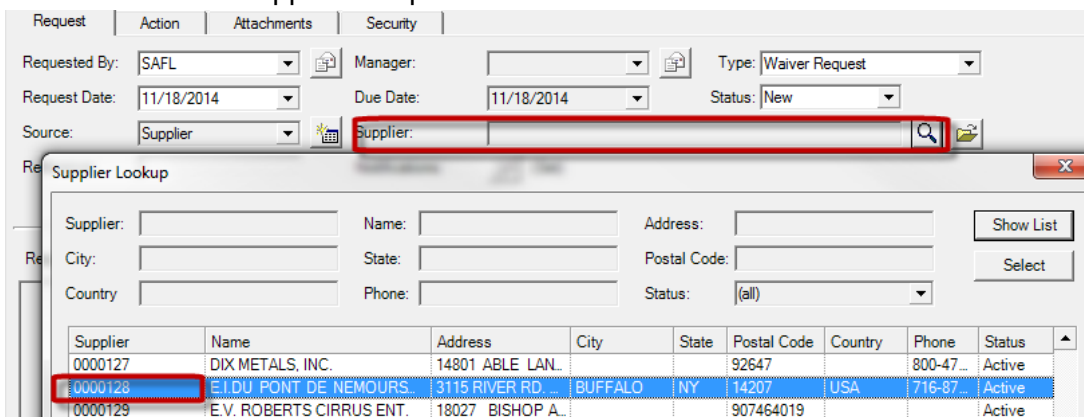 Request Action Attachments Security
Requested By: SAFL Manager: Type: Waiver Request
Request Date: 11/18/2014 Due Date: 11/18/2014 Status: New
Source: Supplier Supplier:
Re
Supplier Lookup
Supplier: Name: Address: Show List
Re City: State: Postal Code: Select
Country Phone: Status: (all)
Supplier Name Address City State Postal Code Country Phone Status
0000127 DIX METALS, INC. 14801 ABLE LAN... 92647 800-47... Active
0000128 E.I.DU PONT DE NEMOURS... 3115 RIVER RD. ... BUFFALO NY 14207 USA 716-87... Active
0000129 E.V. ROBERTS CIRRUS ENT. 18027 BISHOP A... 907464019 Active